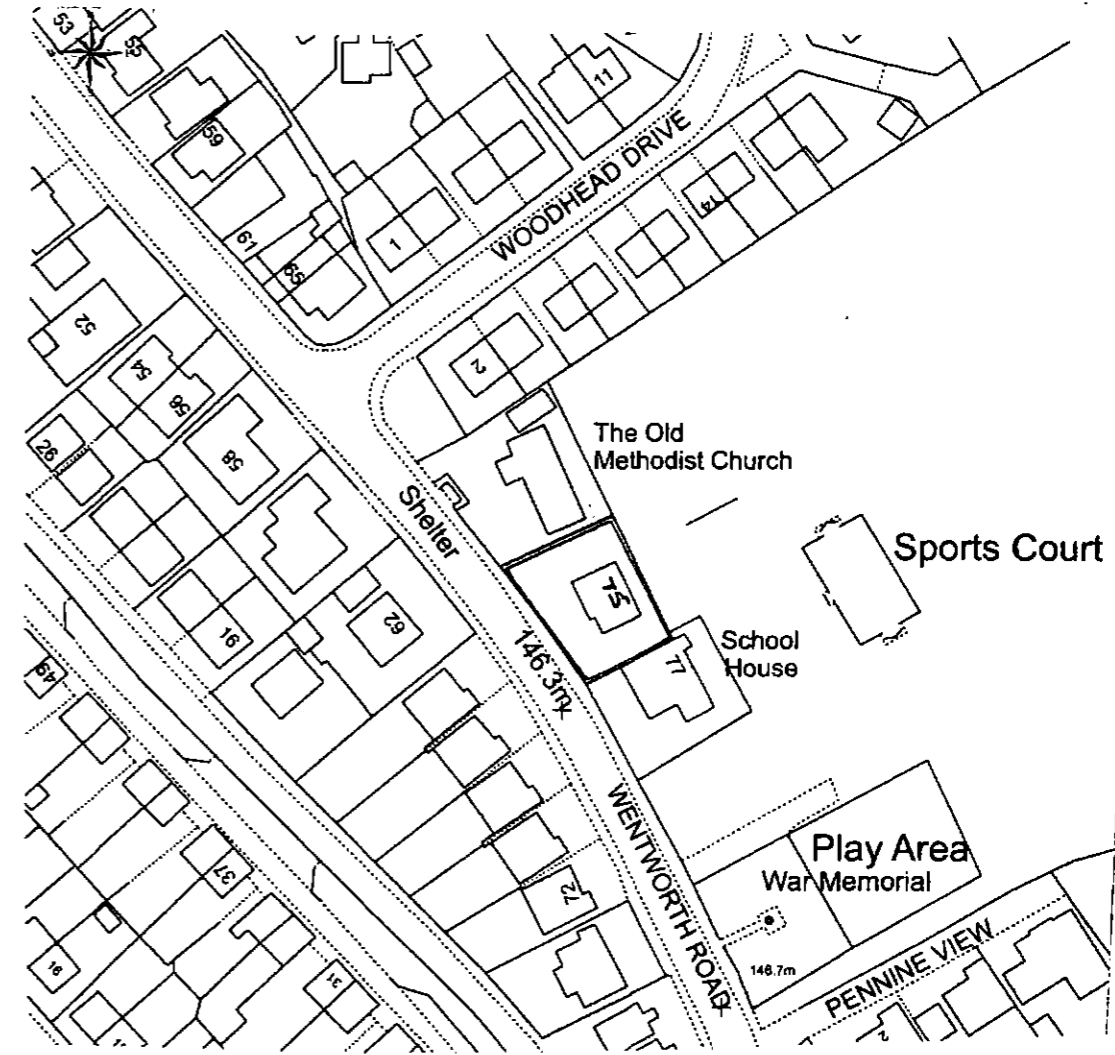 53
55
11
59
WOODHEAD DRIVE
14
61
1
65
52
2
54
56
26
58
The Old
Methodist Church
Shelter
Sports Court
75
16
62
146.3m
School
House
77
49
WENTWORTH ROAD
Play Area
War Memorial
37
72
146.7m
PENNINE VIEW
16
31
2